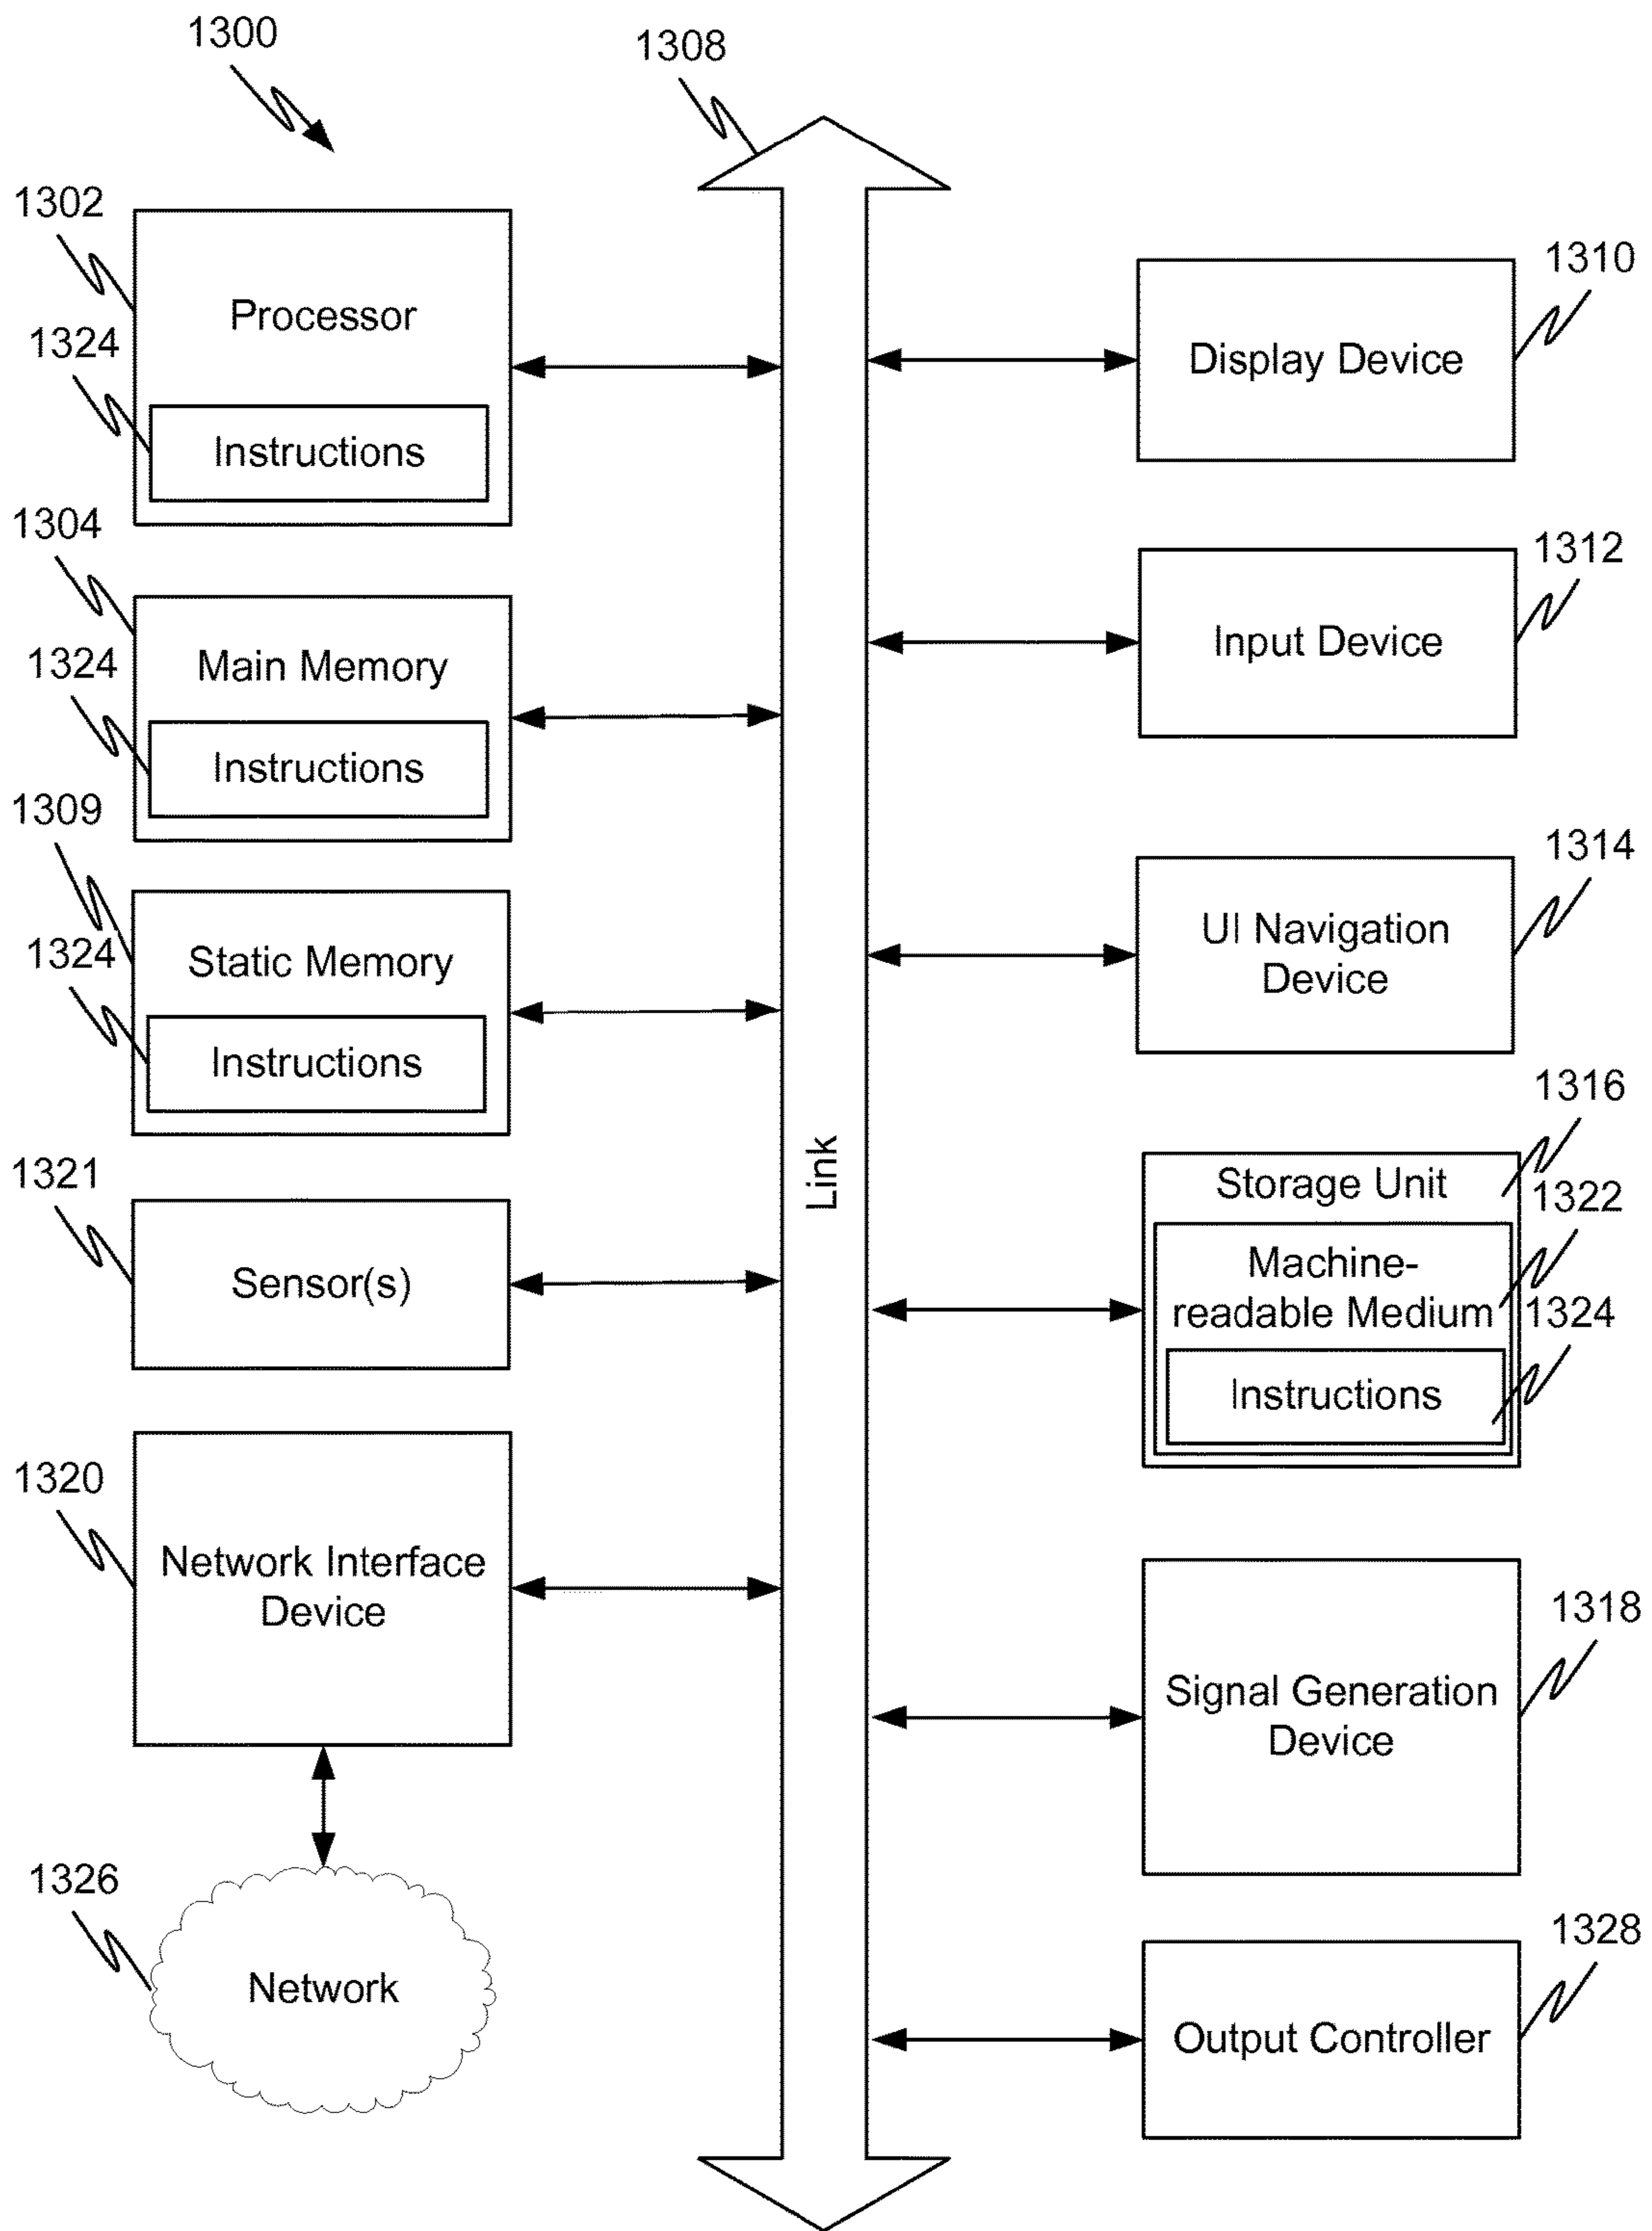 1300
1308
1302
Processor
1324
Instructions
1304
Main Memory
1324
Instructions
1309
Static Memory
1324
Instructions
1321
Sensor(s)
1320
Network Interface
Device
1326
Network
Link
1310
Display Device
1312
Input Device
1314
UI Navigation
Device
1316
Storage Unit
1322
Machine-
readable Medium
1324
Instructions
1318
Signal Generation
Device
1328
Output Controller